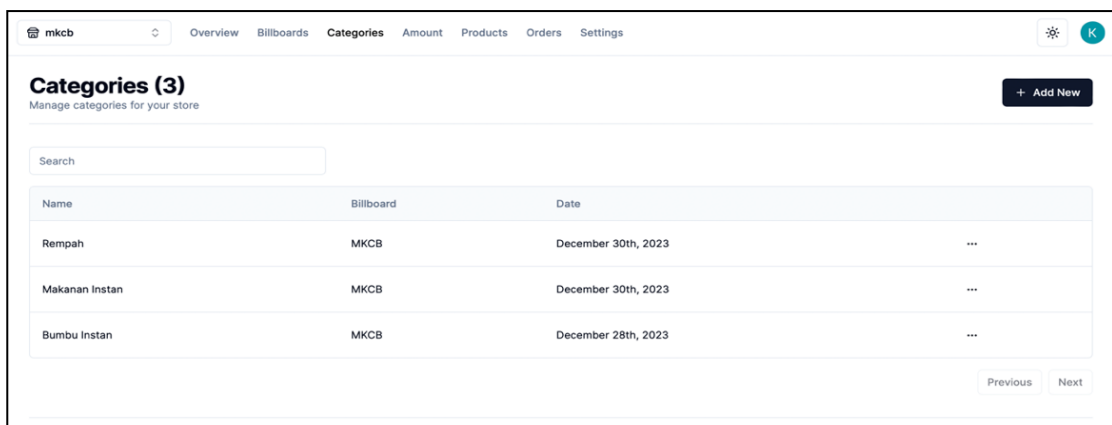 mkcb Overview Billboards Categories Amount Products Orders Settings K
Categories (3)
+ Add New
Manage categories for your store
Search
Name Billboard Date
Rempah MKCB December 30th, 2023 ...
Makanan Instan MKCB December 30th, 2023 ...
Bumbu Instan MKCB December 28th, 2023 ...
Previous Next